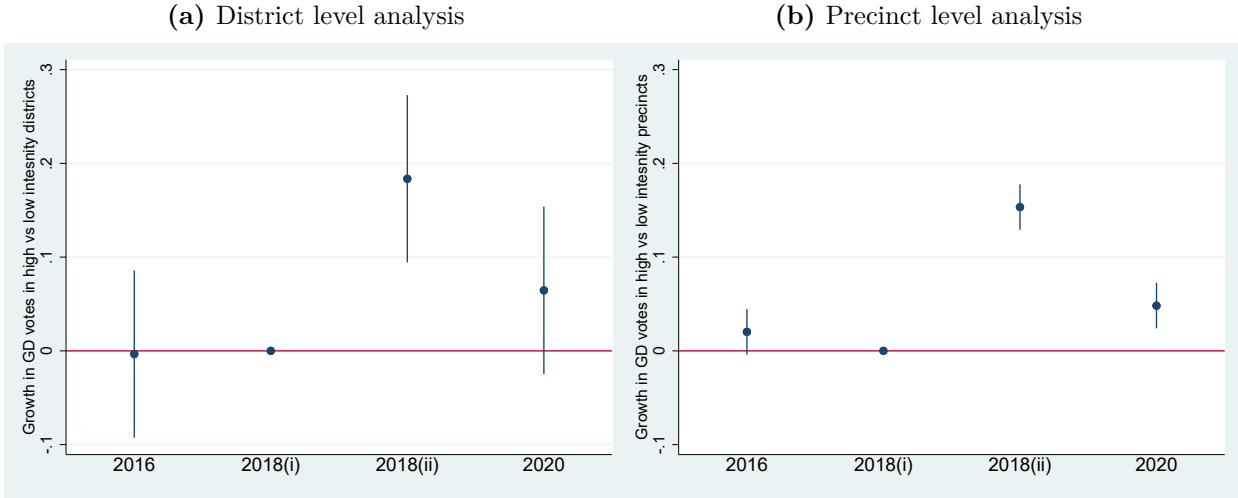 (a) District level analysis
Growth in GD votes in high vs low intesnity districts
.3
.2
.1
0
-.1
2016 2018(i) 2018(ii) 2020
(b) Precinct level analysis
Growth in GD votes in high vs low intesnity precincts
.3
.2
.1
0
-.1
2016 2018(i) 2018(ii) 2020